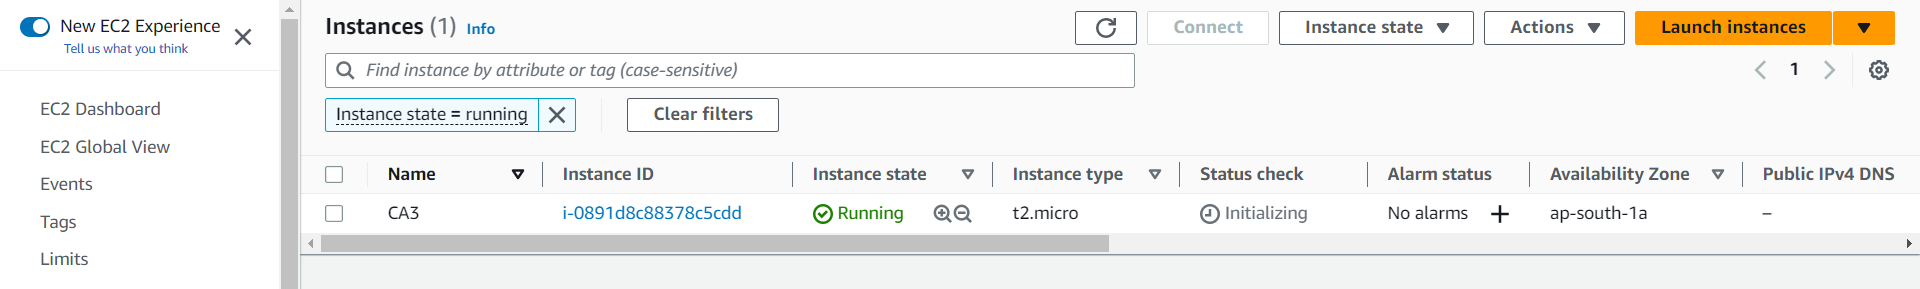 New EC2 Experience
Tell us what you think
EC2 Dashboard
EC2 Global View
Events
Tags
Limits
Instances (1) Info
Connect
Instance state
Actions
Launch instances
Find instance by attribute or tag (case-sensitive)
1
Instance state = running
Clear filters
Name Instance ID Instance state Instance type Status check Alarm status Availability Zone Public IPv4 DNS
CA3 i-0891d8c88378c5cdd Running t2.micro Initializing No alarms ap-south-1a –